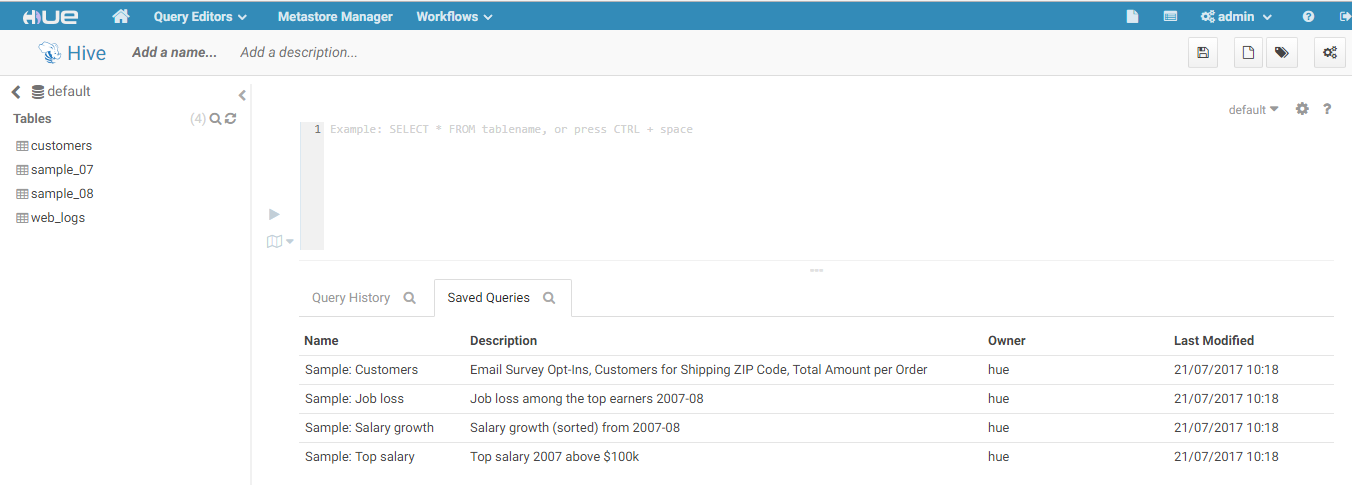 HUE Query Editors Metastore Manager Workflows admin
Hive Add a name... Add a description...
default
Tables (4)
default
customers
sample_07
sample_08
web_logs
1 Example: SELECT * FROM tablename, or press CTRL + space
Query History Saved Queries
Name Description Owner Last Modified
Sample: Customers Email Survey Opt-Ins, Customers for Shipping ZIP Code, Total Amount per Order hue 21/07/2017 10:18
Sample: Job loss Job loss among the top earners 2007-08 hue 21/07/2017 10:18
Sample: Salary growth Salary growth (sorted) from 2007-08 hue 21/07/2017 10:18
Sample: Top salary Top salary 2007 above $100k hue 21/07/2017 10:18